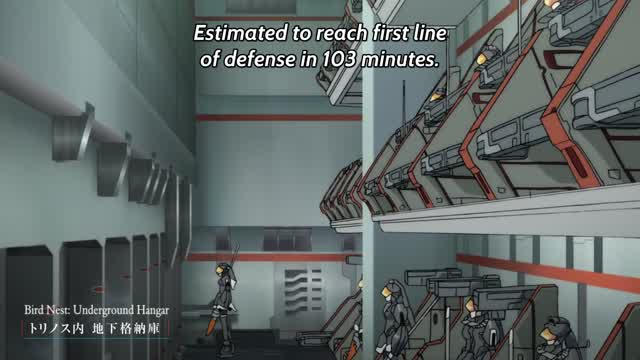 Estimated to reach first line
of defense in 103 minutes.
Bird Nest: Underground Hangar
トリノス内 地下格納庫